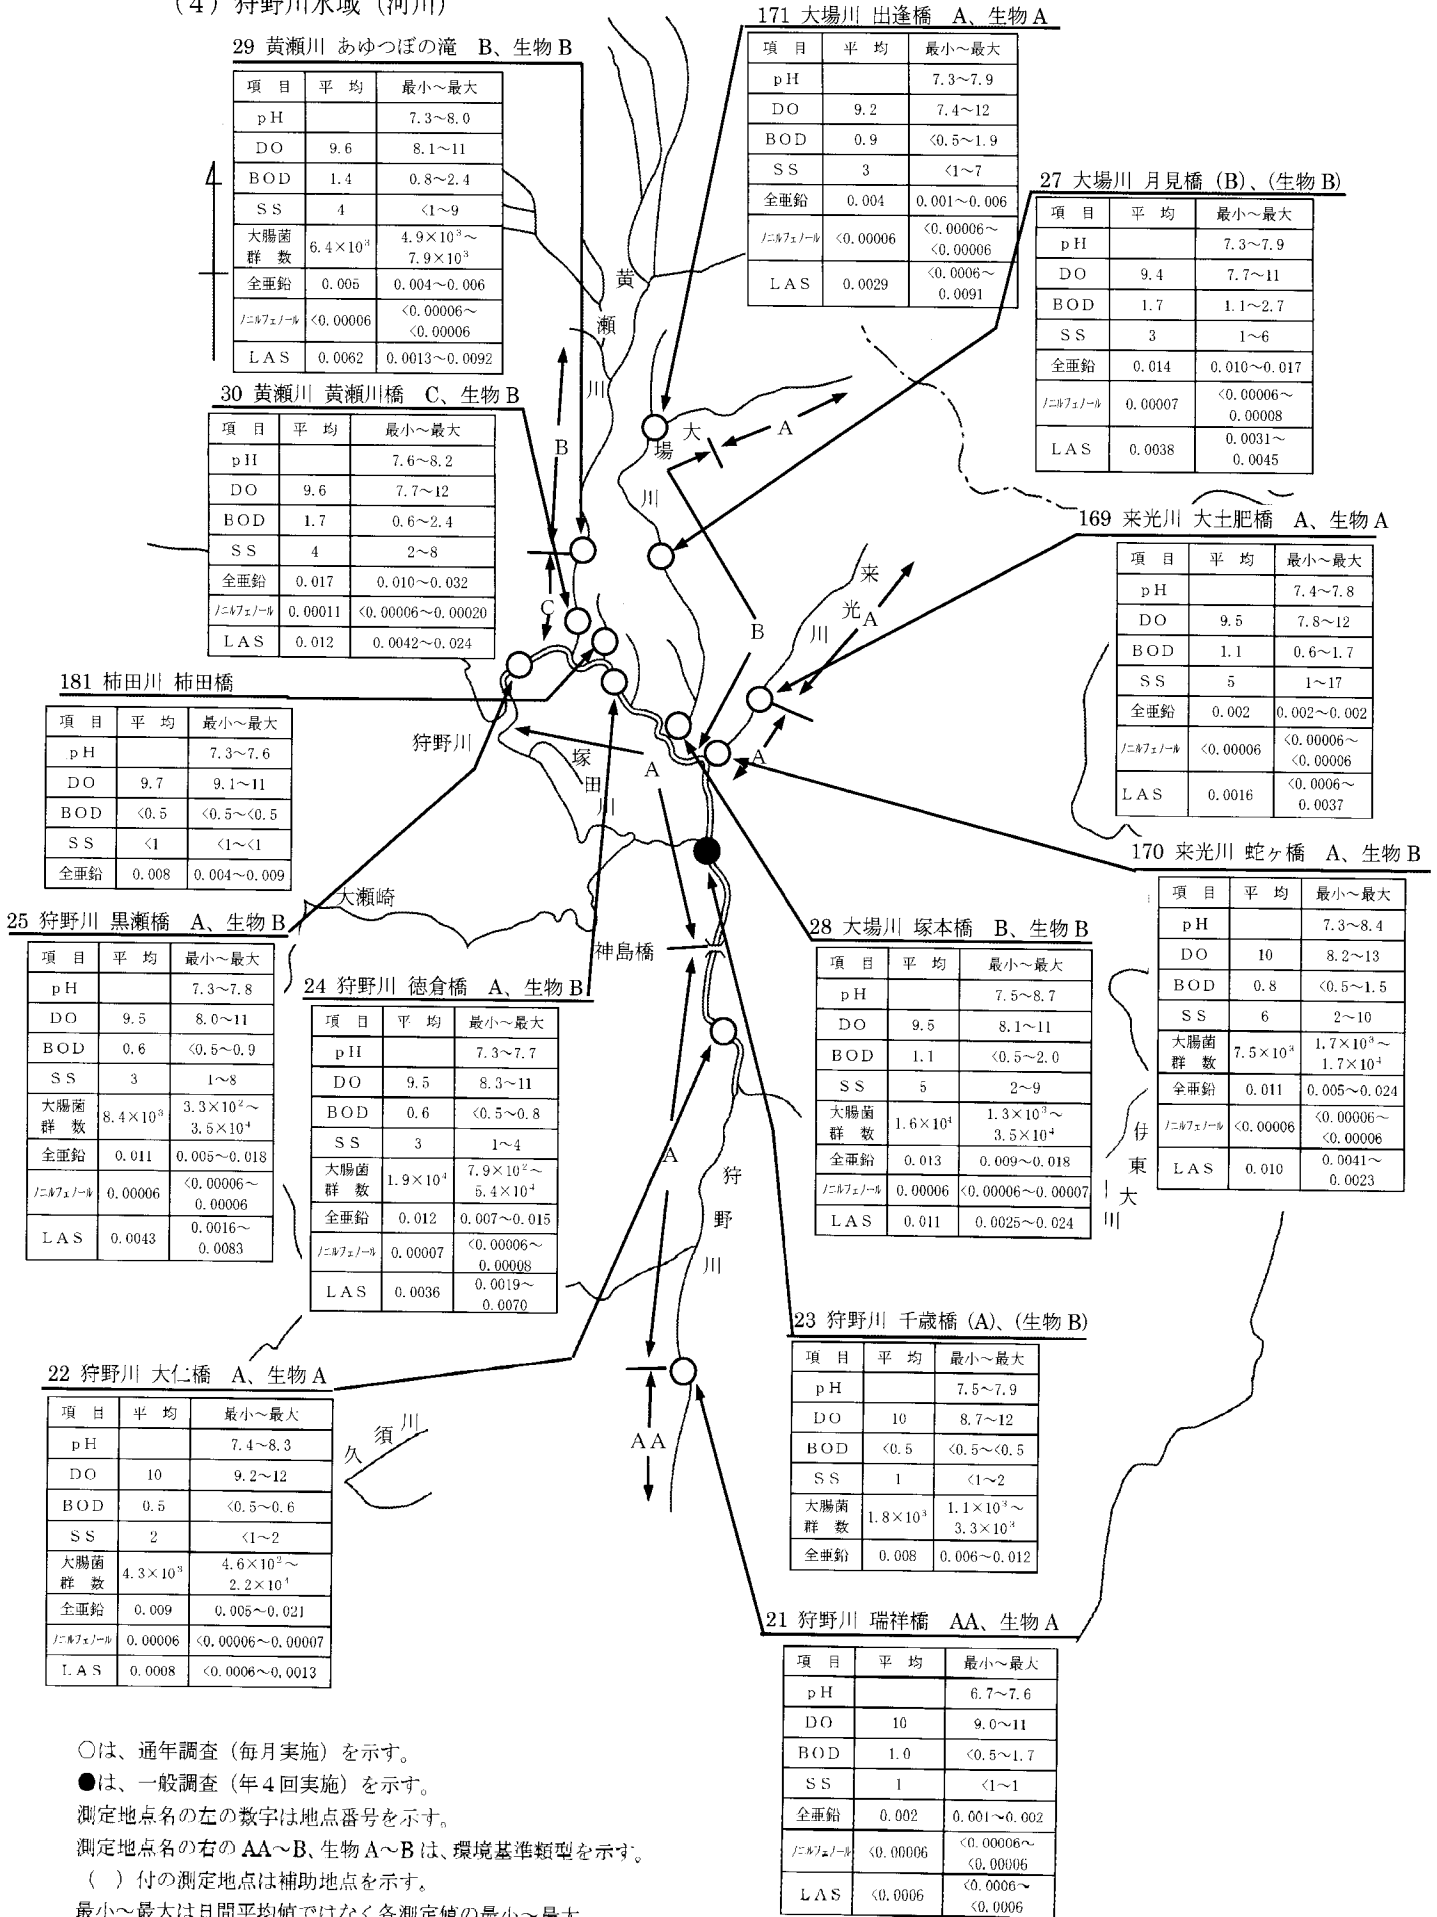 (4) 狩野川水域 (河川)
29 黄瀬川 あゆつぼの滝 B、生物 B
項 目 平 均 最小～最大
pH 7.3～8.0
DO 9.6 8.1～11
BOD 1.4 0.8～2.4
SS 4 <1～9
大腸菌群数 6.4×10³ 4.9×10³～7.9×10³
全亜鉛 0.005 0.004～0.006
ノニルフェノール <0.00006 <0.00006～<0.00006
LAS 0.0062 0.0013～0.0092
171 大場川 出逢橋 A、生物 A
項 目 平 均 最小～最大
pH 7.3～7.9
DO 9.2 7.4～12
BOD 0.9 <0.5～1.9
SS 3 <1～7
全亜鉛 0.004 0.001～0.006
ノニルフェノール <0.00006 <0.00006～<0.00006
LAS 0.0029 <0.0006～0.0091
27 大場川 月見橋 (B)、(生物 B)
項 目 平 均 最小～最大
pH 7.3～7.9
DO 9.4 7.7～11
BOD 1.7 1.1～2.7
SS 3 1～6
全亜鉛 0.014 0.010～0.017
ノニルフェノール 0.00007 <0.00006～0.00008
LAS 0.0038 0.0031～0.0045
30 黄瀬川 黄瀬川橋 C、生物 B
項 目 平 均 最小～最大
pH 7.6～8.2
DO 9.6 7.7～12
BOD 1.7 0.6～2.4
SS 4 2～8
全亜鉛 0.017 0.010～0.032
ノニルフェノール 0.00011 <0.00006～0.00020
LAS 0.012 0.0042～0.024
黄瀬川
大場川
来光川
A
B
C
B
A
A
169 来光川 大土肥橋 A、生物 A
項 目 平 均 最小～最大
pH 7.4～7.8
DO 9.5 7.8～12
BOD 1.1 0.6～1.7
SS 5 1～17
全亜鉛 0.002 0.002～0.002
ノニルフェノール <0.00006 <0.00006～<0.00006
LAS 0.0016 <0.0006～0.0037
181 柿田川 柿田橋
項 目 平 均 最小～最大
pH 7.3～7.6
DO 9.7 9.1～11
BOD <0.5 <0.5～<0.5
SS <1 <1～<1
全亜鉛 0.008 0.004～0.009
狩野川
塚田川
A
大瀬崎
神島橋
170 来光川 蛇ヶ橋 A、生物 B
項 目 平 均 最小～最大
pH 7.3～8.4
DO 10 8.2～13
BOD 0.8 <0.5～1.5
SS 6 2～10
大腸菌群数 7.5×10³ 1.7×10³～1.7×10⁴
全亜鉛 0.011 0.005～0.024
ノニルフェノール <0.00006 <0.00006～<0.00006
LAS 0.010 0.0041～0.0023
25 狩野川 黒瀬橋 A、生物 B
項 目 平 均 最小～最大
pH 7.3～7.8
DO 9.5 8.0～11
BOD 0.6 <0.5～0.9
SS 3 1～8
大腸菌群数 8.4×10³ 3.3×10²～3.5×10⁴
全亜鉛 0.011 0.005～0.018
ノニルフェノール 0.00006 <0.00006～0.00006
LAS 0.0043 0.0016～0.0083
24 狩野川 徳倉橋 A、生物 B
項 目 平 均 最小～最大
pH 7.3～7.7
DO 9.5 8.3～11
BOD 0.6 <0.5～0.8
SS 3 1～4
大腸菌群数 1.9×10⁴ 7.9×10²～5.4×10⁴
全亜鉛 0.012 0.007～0.015
ノニルフェノール 0.00007 <0.00006～0.00008
LAS 0.0036 0.0019～0.0070
28 大場川 塚本橋 B、生物 B
項 目 平 均 最小～最大
pH 7.5～8.7
DO 9.5 8.1～11
BOD 1.1 <0.5～2.0
SS 5 2～9
大腸菌群数 1.6×10⁴ 1.3×10³～3.5×10⁴
全亜鉛 0.013 0.009～0.018
ノニルフェノール 0.00006 <0.00006～0.00007
LAS 0.011 0.0025～0.024
A
狩野川
伊東大川
23 狩野川 千歳橋 (A)、(生物 B)
項 目 平 均 最小～最大
pH 7.5～7.9
DO 10 8.7～12
BOD <0.5 <0.5～<0.5
SS 1 <1～2
大腸菌群数 1.8×10³ 1.1×10³～3.3×10³
全亜鉛 0.008 0.006～0.012
22 狩野川 大仁橋 A、生物 A
項 目 平 均 最小～最大
pH 7.4～8.3
DO 10 9.2～12
BOD 0.5 <0.5～0.6
SS 2 <1～2
大腸菌群数 4.3×10³ 4.6×10²～2.2×10⁴
全亜鉛 0.009 0.005～0.021
ノニルフェノール 0.00006 <0.00006～0.00007
LAS 0.0008 <0.0006～0.0013
久須川
AA
21 狩野川 瑞祥橋 AA、生物 A
項 目 平 均 最小～最大
pH 6.7～7.6
DO 10 9.0～11
BOD 1.0 <0.5～1.7
SS 1 <1～1
全亜鉛 0.002 0.001～0.002
ノニルフェノール <0.00006 <0.00006～<0.00006
LAS <0.0006 <0.0006～<0.0006
○は、通年調査（毎月実施）を示す。
●は、一般調査（年4回実施）を示す。
測定地点名の左の数字は地点番号を示す。
測定地点名の右の AA～B、生物 A～B は、環境基準類型を示す。
（ ）付の測定地点は補助地点を示す。
最小～最大は日間平均値ではなく各測定値の最小～最大